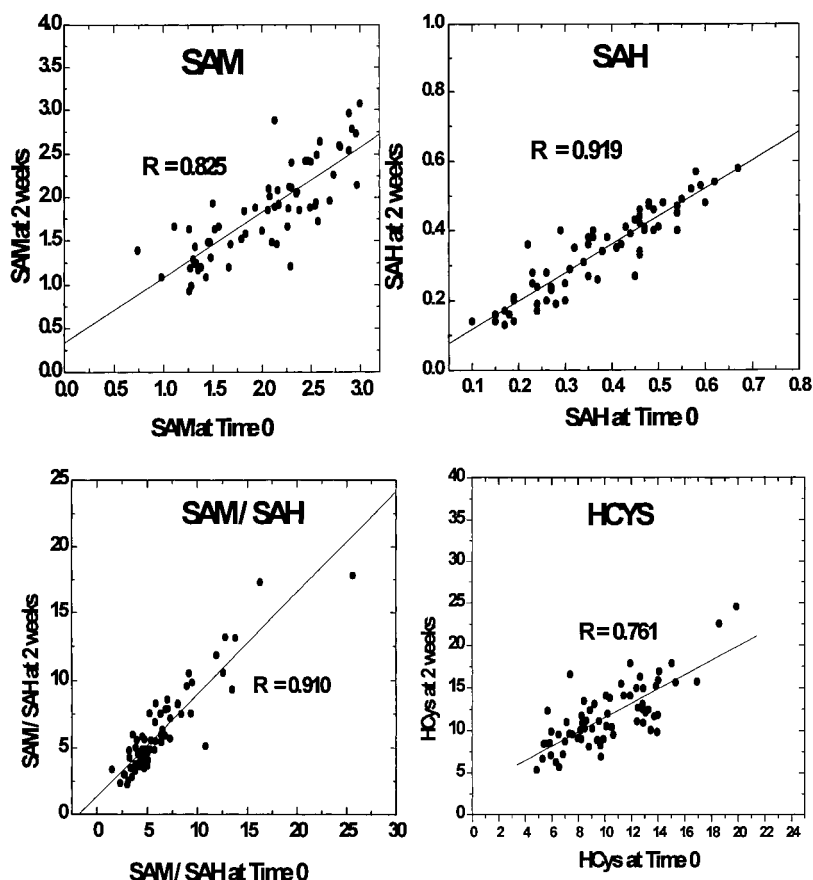 SAM
R = 0.825
SAM at 2 weeks
4.0
3.5
3.0
2.5
2.0
1.5
1.0
0.5
0.0
0.0 0.5 1.0 1.5 2.0 2.5 3.0
SAM at Time 0
SAH
R = 0.919
SAH at 2 weeks
1.0
0.8
0.6
0.4
0.2
0.0
0.1 0.2 0.3 0.4 0.5 0.6 0.7 0.8
SAH at Time 0
SAM / SAH
R = 0.910
SAM / SAH at 2 weeks
25
20
15
10
5
0
0 5 10 15 20 25 30
SAM / SAH at Time 0
HCYS
R = 0.761
HCys at 2 weeks
40
35
30
25
20
15
10
5
0
0 2 4 6 8 10 12 14 16 18 20 22 24
HCys at Time 0